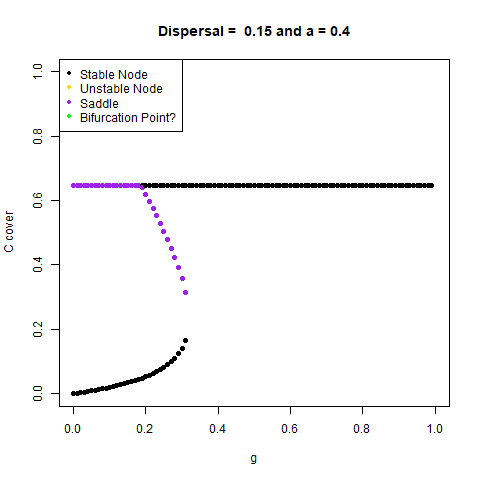 Dispersal =  0.15 and a = 0.4
Stable Node
Unstable Node
Saddle
Bifurcation Point?
C cover
1.0
0.8
0.6
0.4
0.2
0.0
0.0 0.2 0.4 0.6 0.8 1.0
g